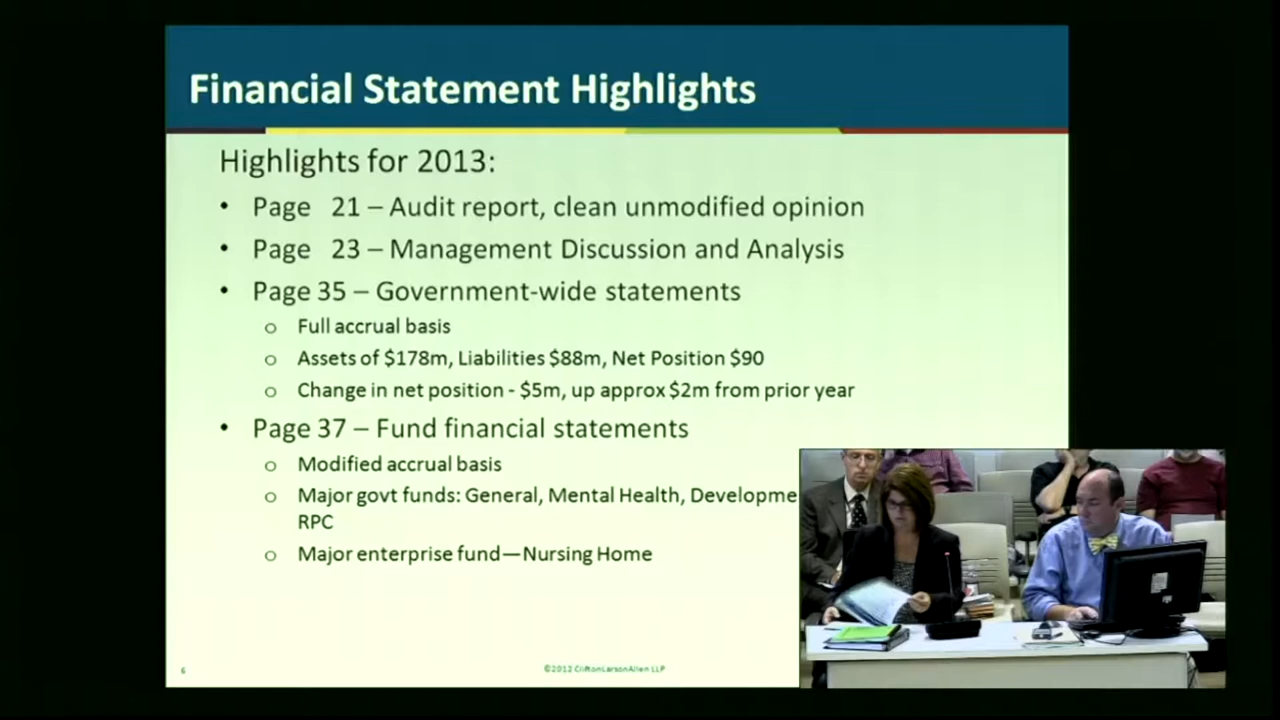 Financial Statement Highlights
Highlights for 2013:
• Page 21 – Audit report, clean unmodified opinion
• Page 23 – Management Discussion and Analysis
• Page 35 – Government-wide statements
o Full accrual basis
o Assets of $178m, Liabilities $88m, Net Position $90
o Change in net position - $5m, up approx $2m from prior year
• Page 37 – Fund financial statements
o Modified accrual basis
o Major govt funds: General, Mental Health, Developme
RPC
o Major enterprise fund—Nursing Home
6
©2012 CliftonLarsonAllen LLP